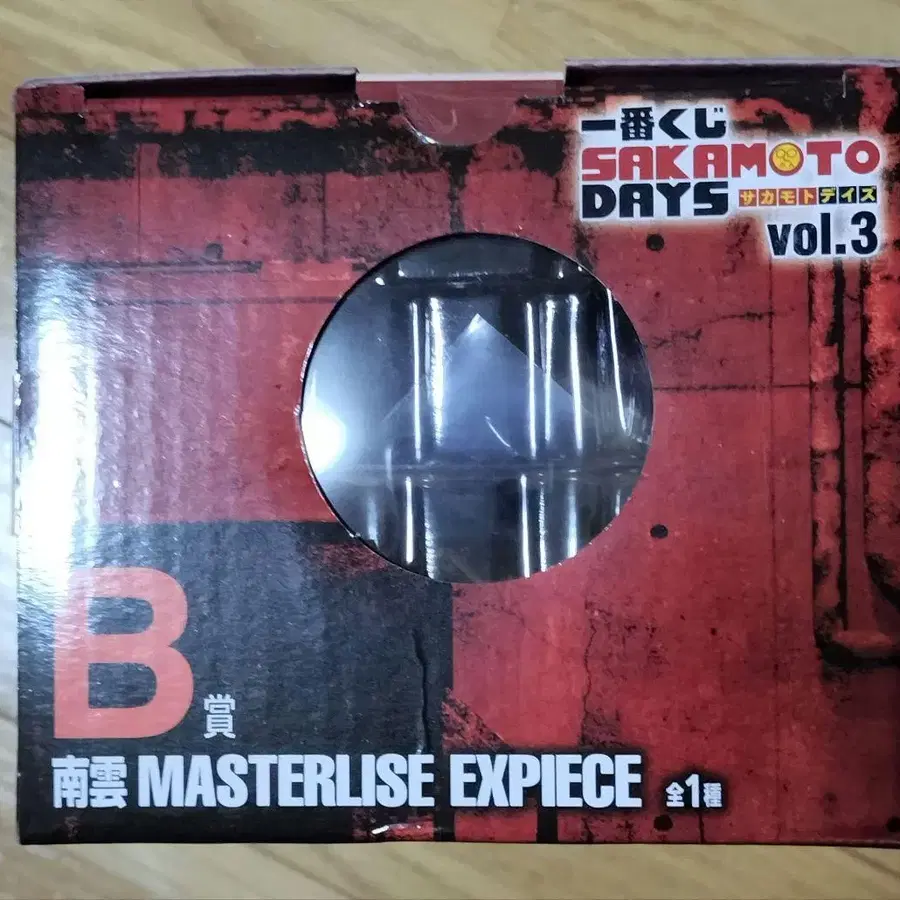 一番くじ
SAKAMOTO
DAYS サカモトデイズ
vol.3
B賞
南雲 MASTERLISE EXPIECE 全1種